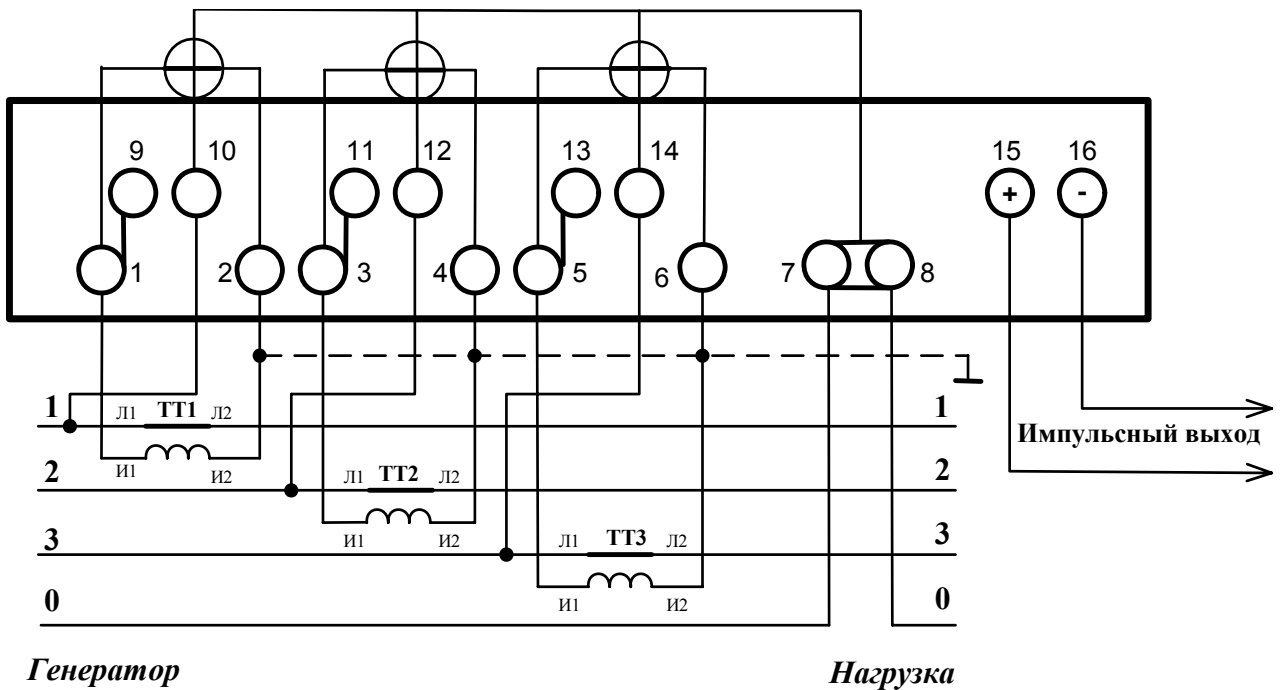 9 10 11 12 13 14 15 16
+ -
1 2 3 4 5 6 7 8
1 Л1 ТТ1 Л2 1
Импульсный выход
И1 И2
2 Л1 ТТ2 Л2 2
И1 И2
3 Л1 ТТ3 Л2 3
И1 И2
0 0
Генератор Нагрузка